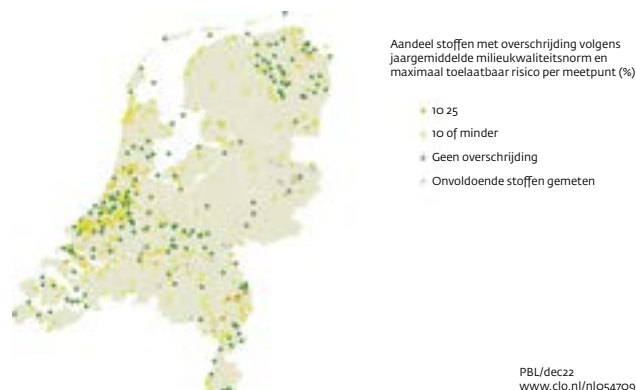 Aandeel stoffen met overschrijding volgens
jaargemiddelde milieukwaliteitsnorm en
maximaal toelaatbaar risico per meetpunt (%)
10 25
10 of minder
Geen overschrijding
Onvoldoende stoffen gemeten
PBL/dec22
www.clo.nl/nl054709